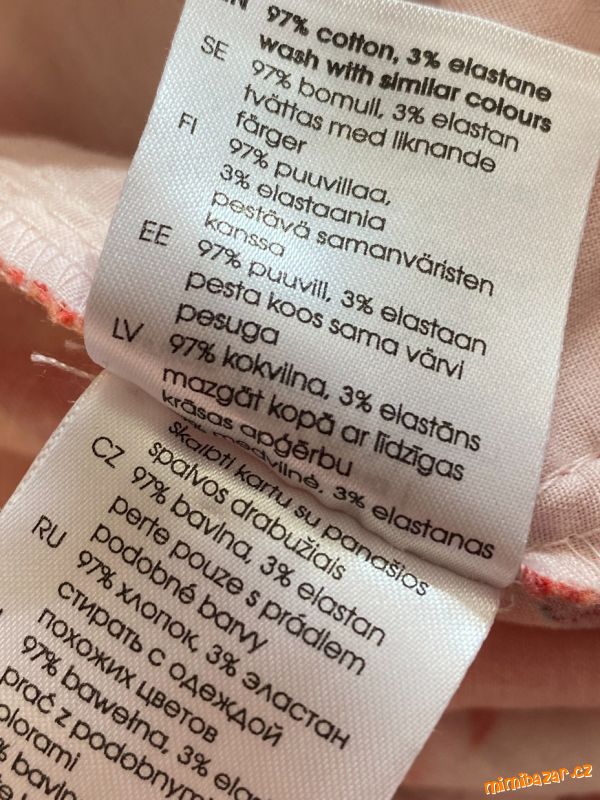 EN 97% cotton, 3% elastane
wash with similar colours
SE 97% bomull, 3% elastan
tvättas med liknande
färger
FI 97% puuvillaa,
3% elastaania
pestävä samanväristen
kanssa
EE 97% puuvill, 3% elastaan
pesta koos sama värvi
pesuga
LV 97% kokvilna, 3% elastāns
mazgāt kopā ar līdzīgas
krāsas apģērbu
medvilnė, 3% elastanas
skalbti kartu su panašios
spalvos drabužiais
CZ 97% bavlna, 3% elastan
perte pouze s prádlem
podobné barvy
RU 97% хлопок, 3% эластан
стирать с одеждой
похожих цветов
97% bawełna, 3%
prać z podobnymi
mimibazar.cz